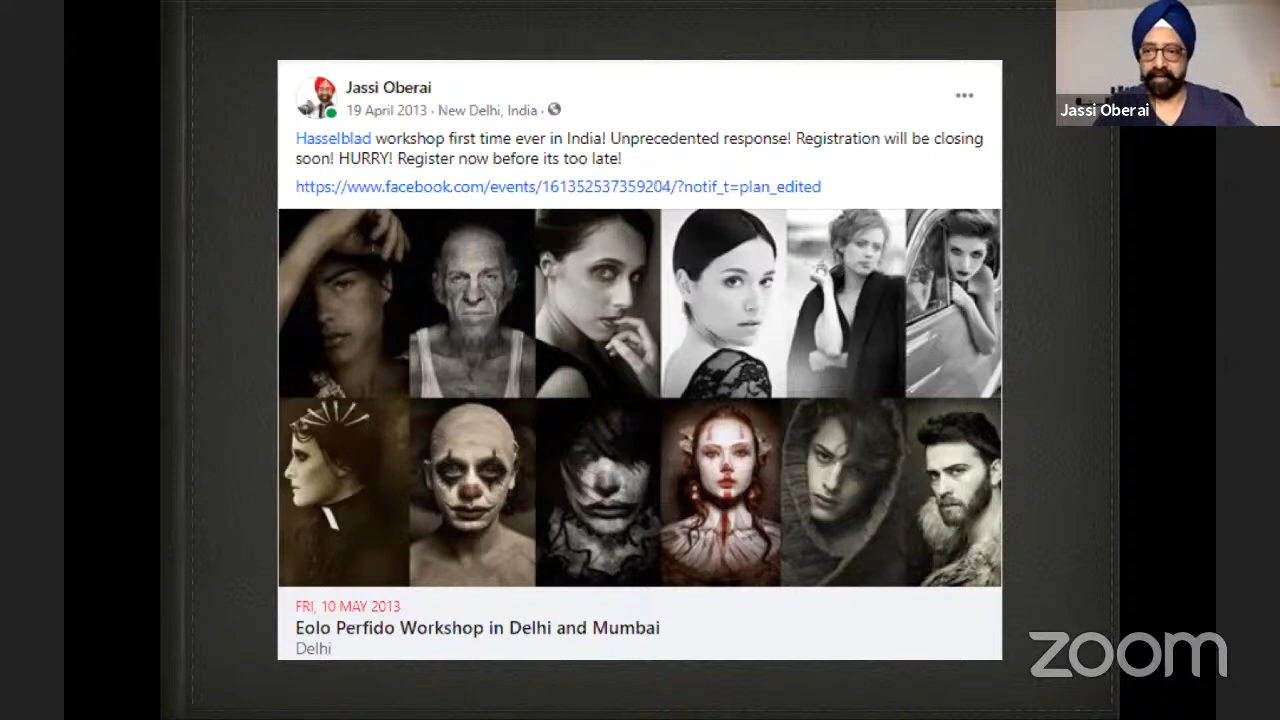 Jassi Oberai
19 April 2013 · New Delhi, India ·
Hasselblad workshop first time ever in India! Unprecedented response! Registration will be closing
soon! HURRY! Register now before its too late!
https://www.facebook.com/events/161352537359204/?notif_t=plan_edited
FRI, 10 MAY 2013
Eolo Perfido Workshop in Delhi and Mumbai
Delhi
Jassi Oberai
zoom